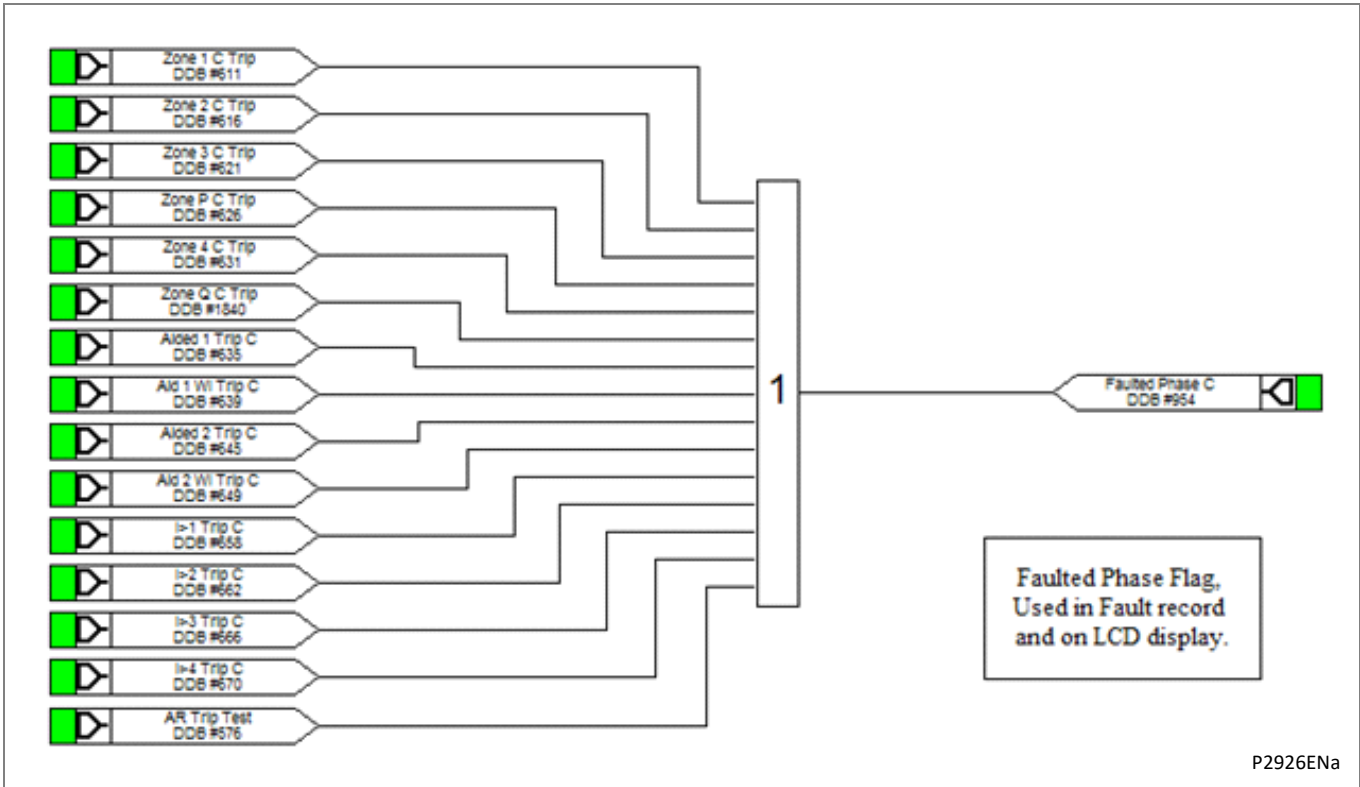 Zone 1 C Trip
DDB #611
Zone 2 C Trip
DDB #616
Zone 3 C Trip
DDB #621
Zone P C Trip
DDB #626
Zone 4 C Trip
DDB #631
Zone Q C Trip
DDB #1840
Aided 1 Trip C
DDB #635
Aid 1 WI Trip C
DDB #639
Aided 2 Trip C
DDB #645
Aid 2 WI Trip C
DDB #649
I>1 Trip C
DDB #658
I>2 Trip C
DDB #662
I>3 Trip C
DDB #666
I>4 Trip C
DDB #670
AR Trip Test
DDB #576
1
Faulted Phase C
DDB #954
Faulted Phase Flag,
Used in Fault record
and on LCD display.
P2926ENa